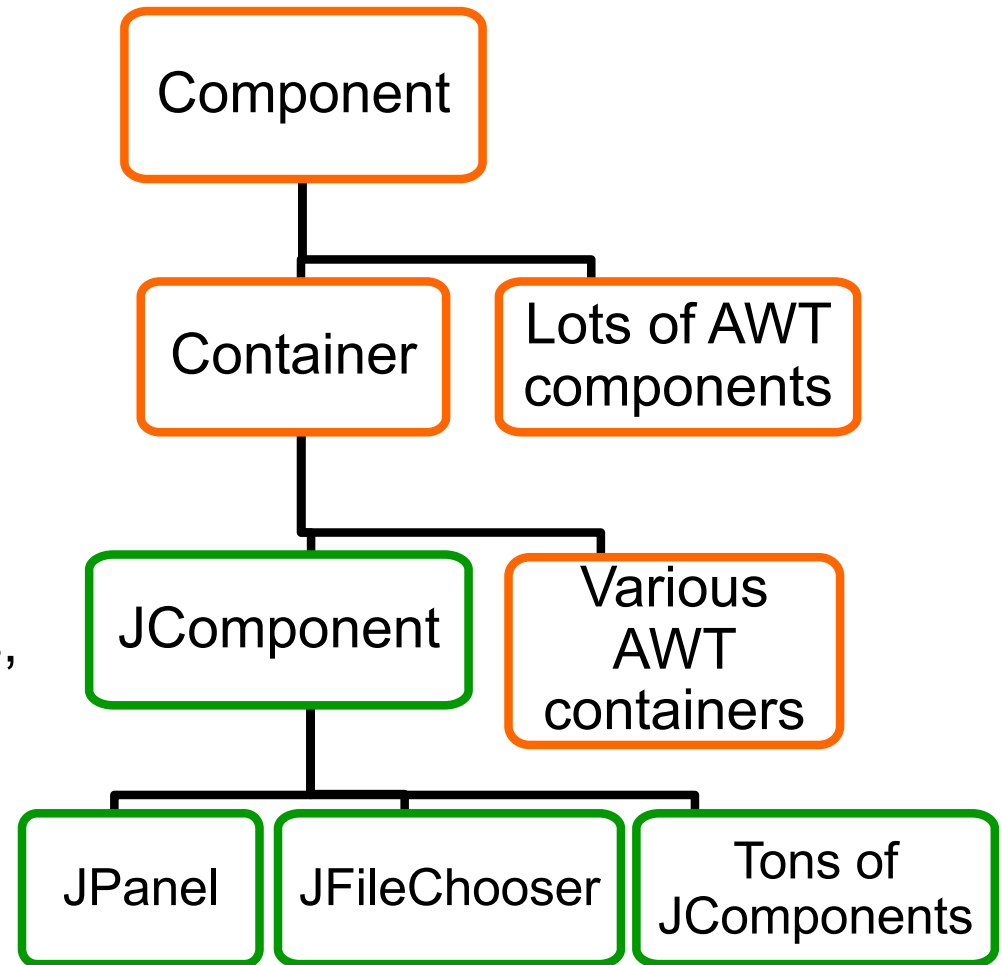 Component
Container
Lots of AWT
components
JComponent
,
Various
AWT
containers
JPanel
JFileChooser
Tons of
JComponents